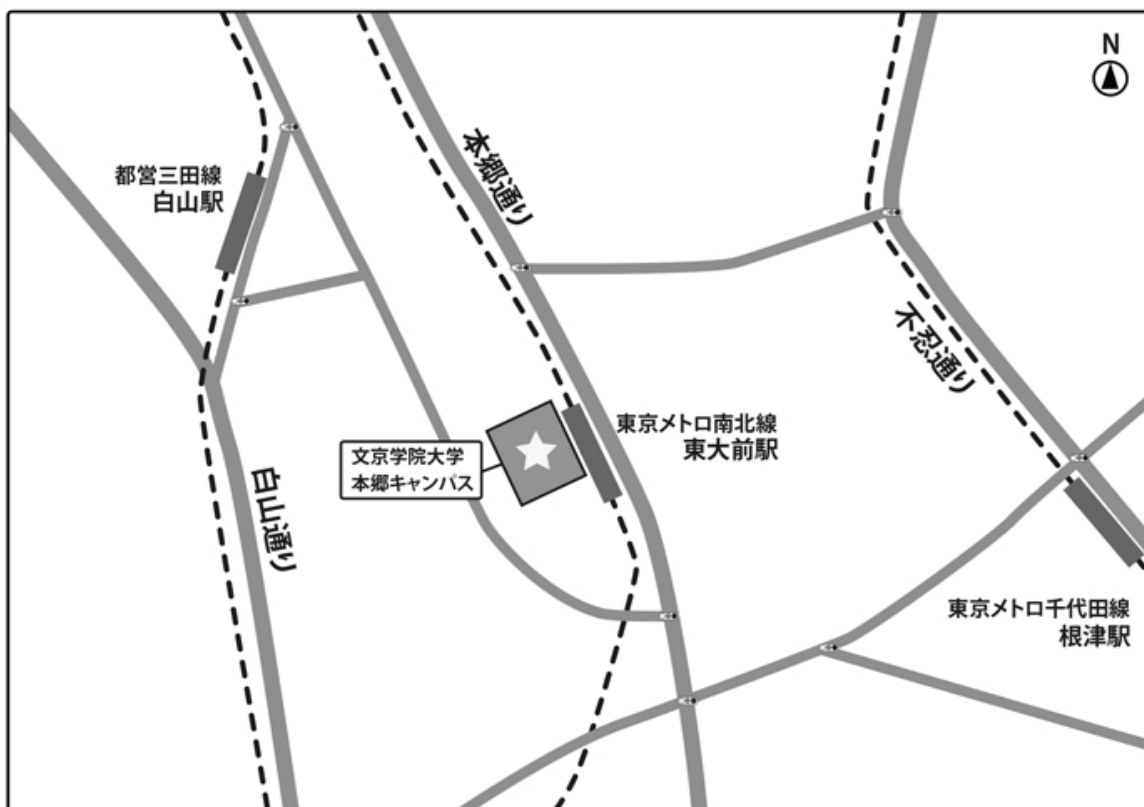 N
本郷通り
都営三田線
白山駅
不忍通り
東京メトロ南北線
東大前駅
文京学院大学
本郷キャンパス
白山通り
東京メトロ千代田線
根津駅